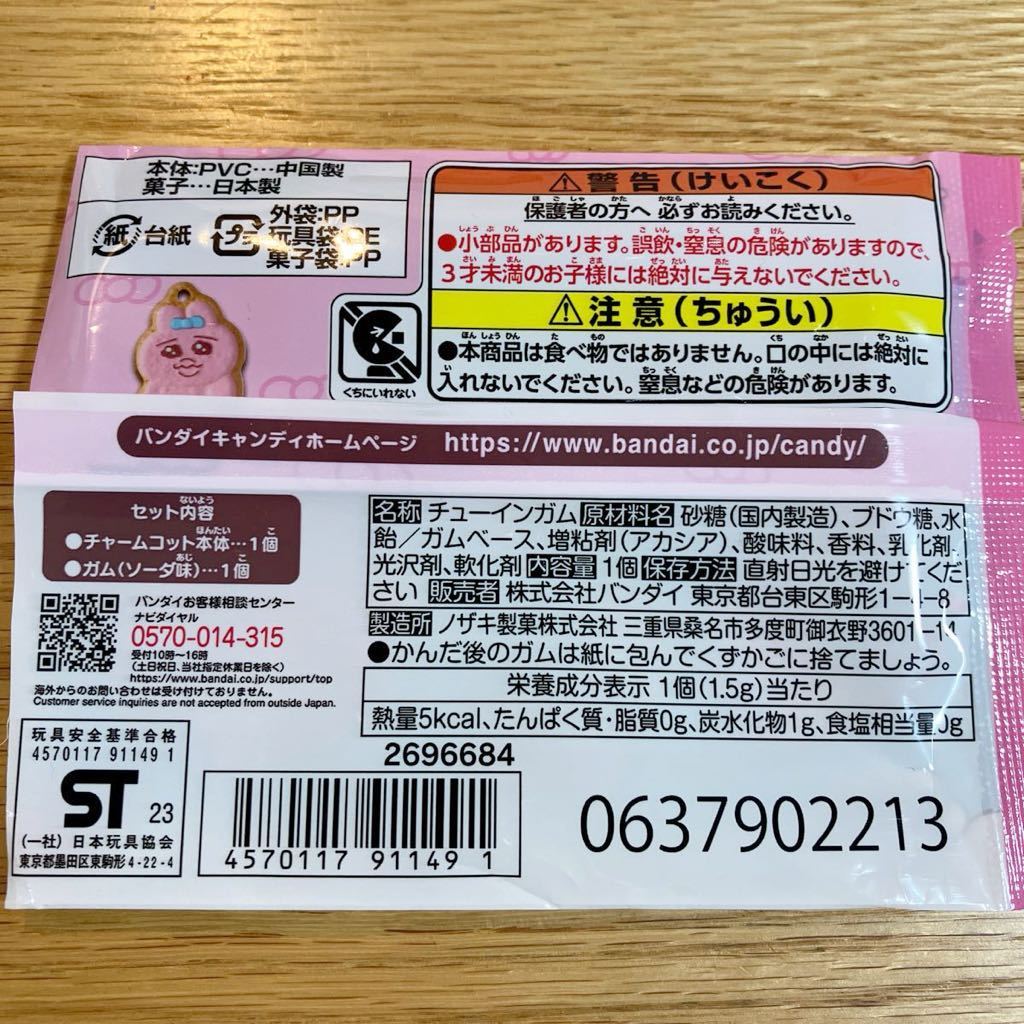 本体:PVC…中国製
菓子…日本製
紙 台紙
プラ
外袋:PP
玩具袋:PE
菓子袋:PP
警告(けいこく)
保護者の方へ 必ずお読みください。
●小部品があります。誤飲・窒息の危険がありますので、
3才未満のお子様には絶対に与えないでください。
注意(ちゅうい)
●本商品は食べ物ではありません。口の中には絶対に
入れないでください。窒息などの危険があります。
くちにいれない
バンダイキャンディホームページ https://www.bandai.co.jp/candy/
セット内容
●チャームコット本体…1個
●ガム(ソーダ味)…1個
バンダイお客様相談センター
ナビダイヤル
0570-014-315
受付10時~16時
(土日祝日、当社指定休業日を除く)
https://www.bandai.co.jp/support/top
海外からのお問い合わせは受け付けておりません。
Customer service inquiries are not accepted from outside Japan.
名称 チューインガム 原材料名 砂糖(国内製造)、ブドウ糖、水
飴/ガムベース、増粘剤(アカシア)、酸味料、香料、乳化剤、
光沢剤、軟化剤 内容量 1個 保存方法 直射日光を避けてくだ
さい 販売者 株式会社バンダイ 東京都台東区駒形1-4-8
製造所 ノザキ製菓株式会社 三重県桑名市多度町御衣野3601-14
●かんだ後のガムは紙に包んでくずかごに捨てましょう。
栄養成分表示 1個(1.5g)当たり
熱量5kcal、たんぱく質・脂質0g、炭水化物1g、食塩相当量0g
玩具安全基準合格
4570117 91149 1
ST 23
(一社)日本玩具協会
東京都墨田区東駒形4-22-4
2696684
4570117 911491
0637902213